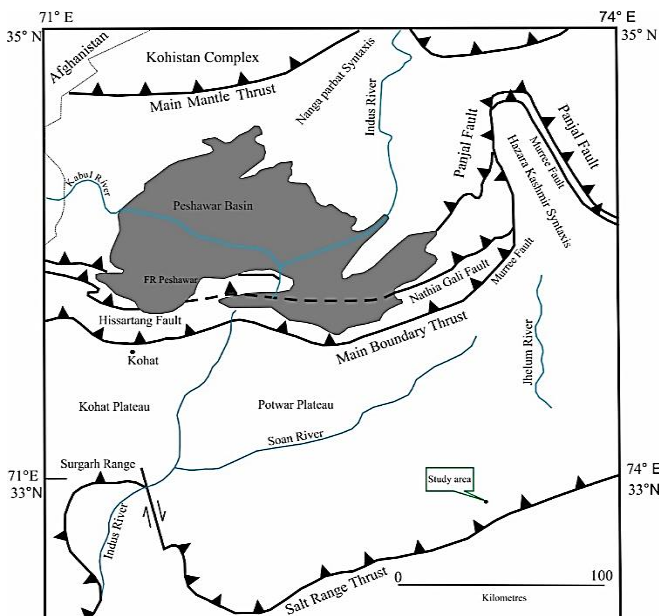 71° E
74° E
35° N
35° N
Afghanistan
Kohistan Complex
Main Mantle Thrust
Nanga parbat Syntaxis
Indus River
Panjal Fault
Panjal Fault
Murree Fault
Hazara Kashmir Syntaxis
Kabul River
Peshawar Basin
FR Peshawar
Nathia Gali Fault
Murree Fault
Hissartang Fault
Main Boundary Thrust
Kohat
Jhelum River
Kohat Plateau
Potwar Plateau
Soan River
Surgarh Range
71° E
33°N
74° E
33°N
Study area
Indus River
Salt Range Thrust
0
100
Kilometres